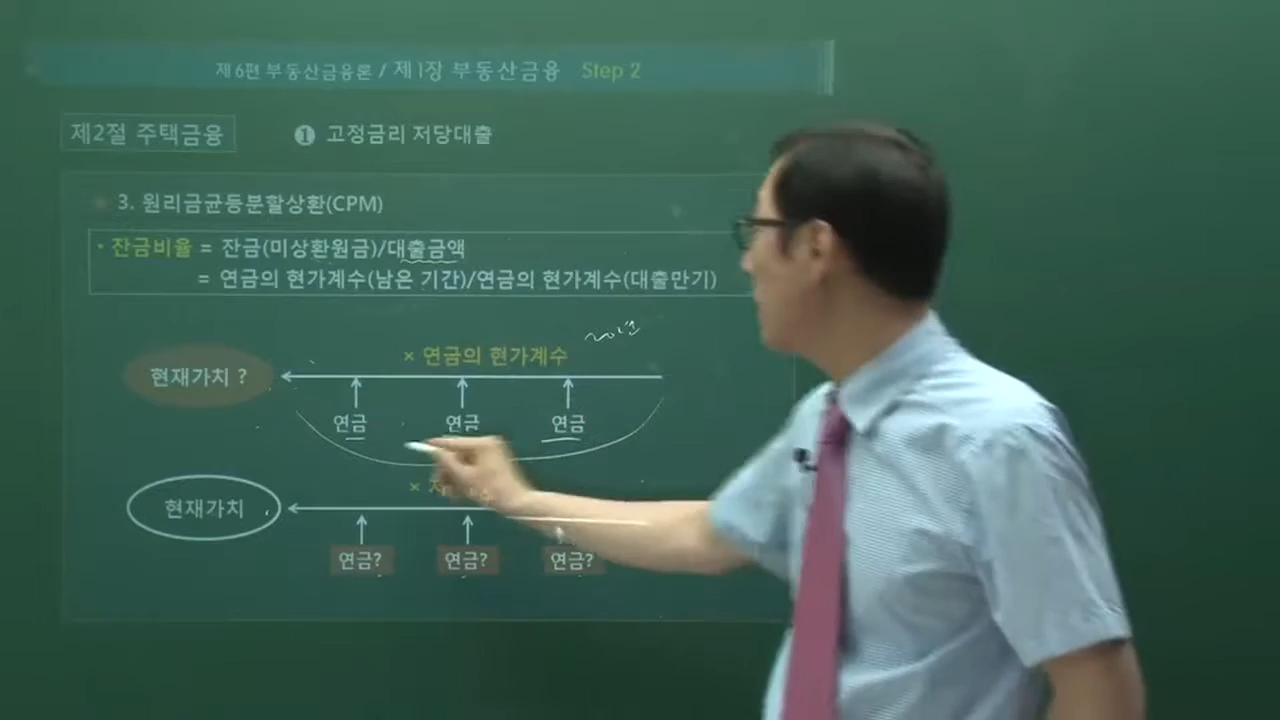 제6편 부동산금융론 / 제1장 부동산금융 Step 2
제2절 주택금융 ❶ 고정금리 저당대출
3. 원리금균등분할상환(CPM)
· 잔금비율 = 잔금(미상환원금)/대출금액
= 연금의 현가계수(남은 기간)/연금의 현가계수(대출만기)
20년
× 연금의 현가계수
현재가치 ?
연금 연금 연금
×
현재가치
연금? 연금? 연금?